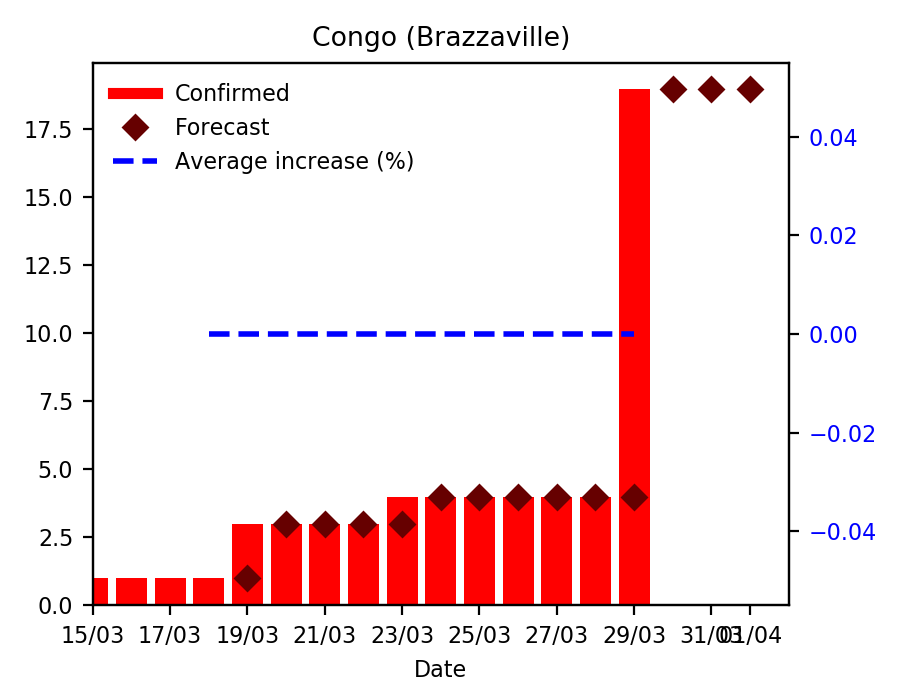 Congo (Brazzaville)
Confirmed
Forecast
Average increase (%)
17.5
15.0
12.5
10.0
7.5
5.0
2.5
0.0
0.04
0.02
0.00
−0.02
−0.04
15/03 17/03 19/03 21/03 23/03 25/03 27/03 29/03 31/03 01/04
Date